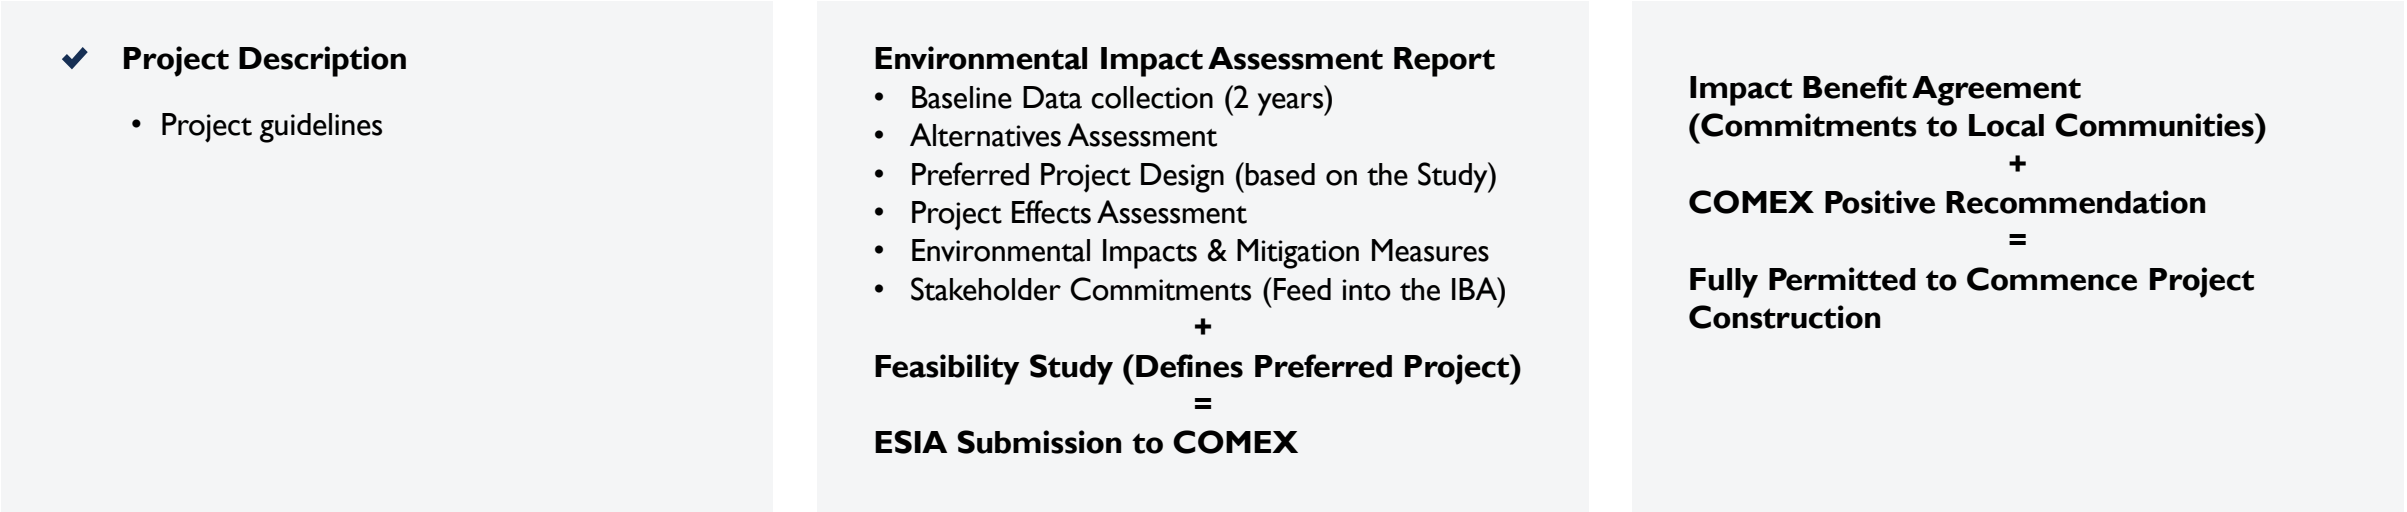 Project Description
• Project guidelines
Environmental Impact Assessment Report
• Baseline Data collection (2 years)
• Alternatives Assessment
• Preferred Project Design (based on the Study)
• Project Effects Assessment
• Environmental Impacts & Mitigation Measures
• Stakeholder Commitments (Feed into the IBA)
+
Feasibility Study (Defines Preferred Project)
=
ESIA Submission to COMEX
Impact Benefit Agreement
(Commitments to Local Communities)
+
COMEX Positive Recommendation
=
Fully Permitted to Commence Project
Construction